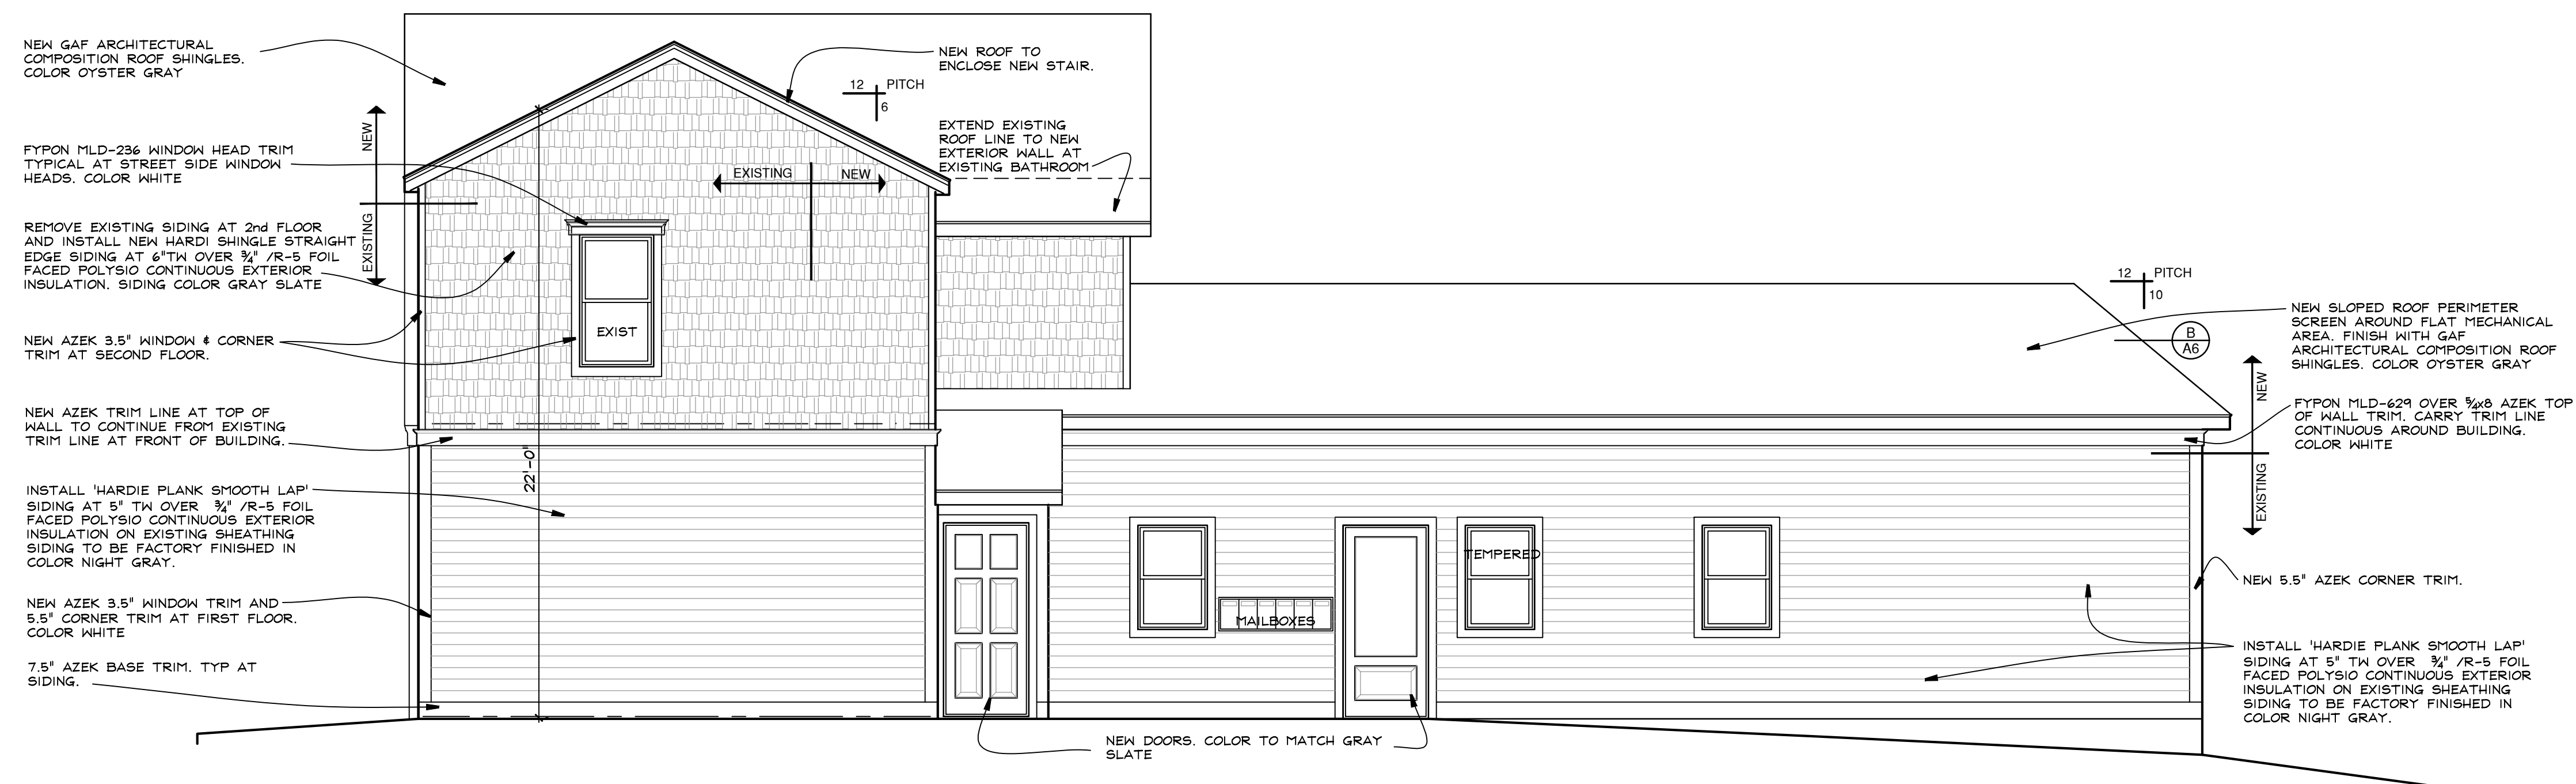 NEW GAF ARCHITECTURAL
COMPOSITION ROOF SHINGLES.
COLOR OYSTER GRAY
NEW
EXISTING
FYPON MLD-236 WINDOW HEAD TRIM
TYPICAL AT STREET SIDE WINDOW
HEADS. COLOR WHITE
REMOVE EXISTING SIDING AT 2nd FLOOR
AND INSTALL NEW HARDI SHINGLE STRAIGHT
EDGE SIDING AT 6"TW OVER ¾" /R-5 FOIL
FACED POLYSIO CONTINUOUS EXTERIOR
INSULATION. SIDING COLOR GRAY SLATE
NEW AZEK 3.5" WINDOW & CORNER
TRIM AT SECOND FLOOR.
NEW AZEK TRIM LINE AT TOP OF
WALL TO CONTINUE FROM EXISTING
TRIM LINE AT FRONT OF BUILDING.
INSTALL 'HARDIE PLANK SMOOTH LAP'
SIDING AT 5" TW OVER ¾" /R-5 FOIL
FACED POLYSIO CONTINUOUS EXTERIOR
INSULATION ON EXISTING SHEATHING
SIDING TO BE FACTORY FINISHED IN
COLOR NIGHT GRAY.
NEW AZEK 3.5" WINDOW TRIM AND
5.5" CORNER TRIM AT FIRST FLOOR.
COLOR WHITE
7.5" AZEK BASE TRIM. TYP AT
SIDING.
NEW ROOF TO
ENCLOSE NEW STAIR.
12 PITCH
6
EXTEND EXISTING
ROOF LINE TO NEW
EXTERIOR WALL AT
EXISTING BATHROOM
EXISTING NEW
EXIST
22'-0"
TEMPERED
MAILBOXES
NEW DOORS. COLOR TO MATCH GRAY
SLATE
12 PITCH
10
B
A6
NEW SLOPED ROOF PERIMETER
SCREEN AROUND FLAT MECHANICAL
AREA. FINISH WITH GAF
ARCHITECTURAL COMPOSITION ROOF
SHINGLES. COLOR OYSTER GRAY
NEW
EXISTING
FYPON MLD-629 OVER 5/4x8 AZEK TOP
OF WALL TRIM. CARRY TRIM LINE
CONTINUOUS AROUND BUILDING.
COLOR WHITE
NEW 5.5" AZEK CORNER TRIM.
INSTALL 'HARDIE PLANK SMOOTH LAP'
SIDING AT 5" TW OVER ¾" /R-5 FOIL
FACED POLYSIO CONTINUOUS EXTERIOR
INSULATION ON EXISTING SHEATHING
SIDING TO BE FACTORY FINISHED IN
COLOR NIGHT GRAY.